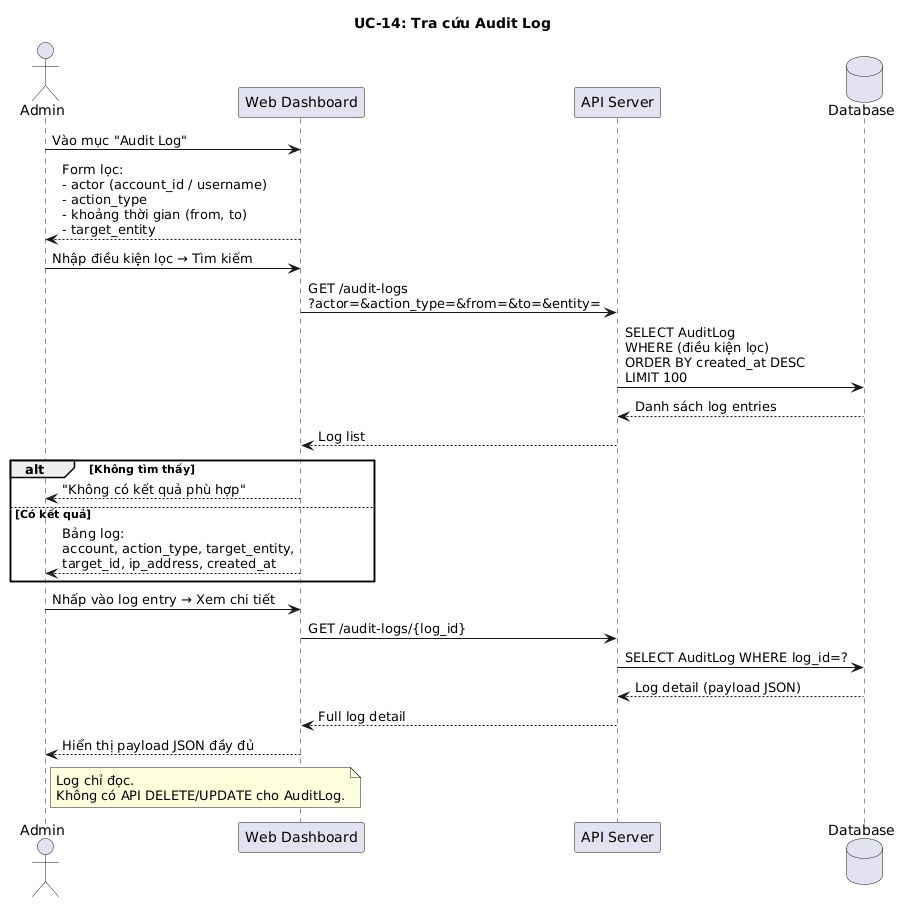 UC-14: Tra cứu Audit Log
Admin
Web Dashboard
API Server
Database
Vào mục "Audit Log"
Form lọc:
- actor (account_id / username)
- action_type
- khoảng thời gian (from, to)
- target_entity
Nhập điều kiện lọc → Tìm kiếm
GET /audit-logs
?actor=&action_type=&from=&to=&entity=
SELECT AuditLog
WHERE (điều kiện lọc)
ORDER BY created_at DESC
LIMIT 100
Danh sách log entries
Log list
alt [Không tìm thấy]
"Không có kết quả phù hợp"
[Có kết quả]
Bảng log:
account, action_type, target_entity,
target_id, ip_address, created_at
Nhấp vào log entry → Xem chi tiết
GET /audit-logs/{log_id}
SELECT AuditLog WHERE log_id=?
Log detail (payload JSON)
Full log detail
Hiển thị payload JSON đầy đủ
Log chỉ đọc.
Không có API DELETE/UPDATE cho AuditLog.
Admin
Web Dashboard
API Server
Database